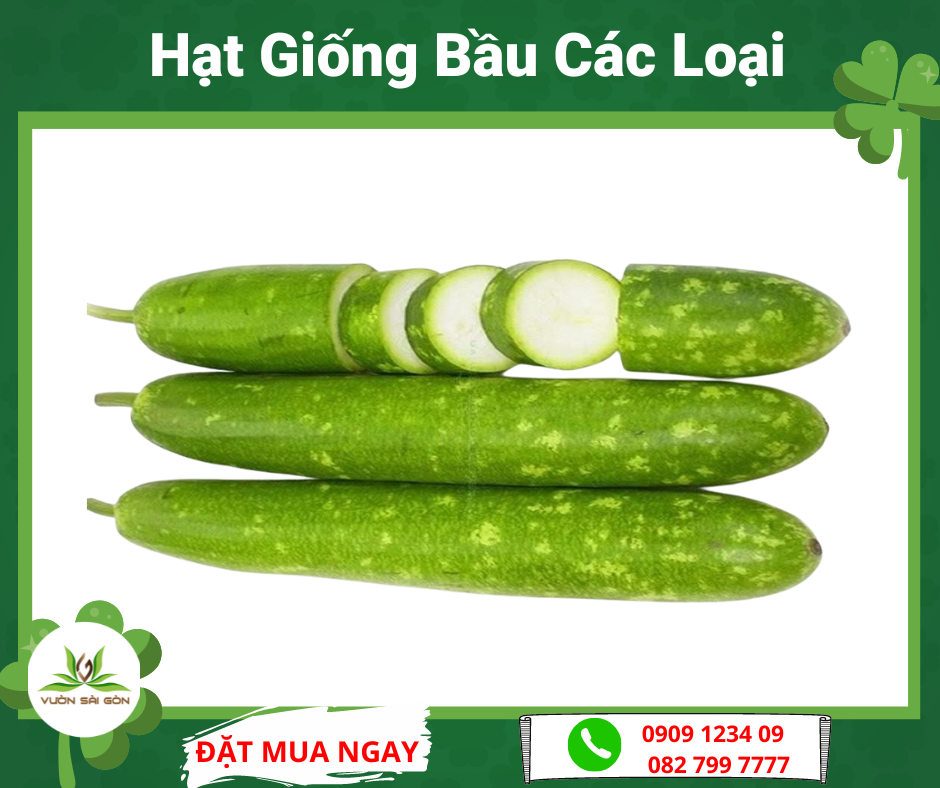 Hạt Giống Bầu Các Loại
VƯỜN SÀI GÒN
ĐẶT MUA NGAY
0909 1234 09
082 799 7777